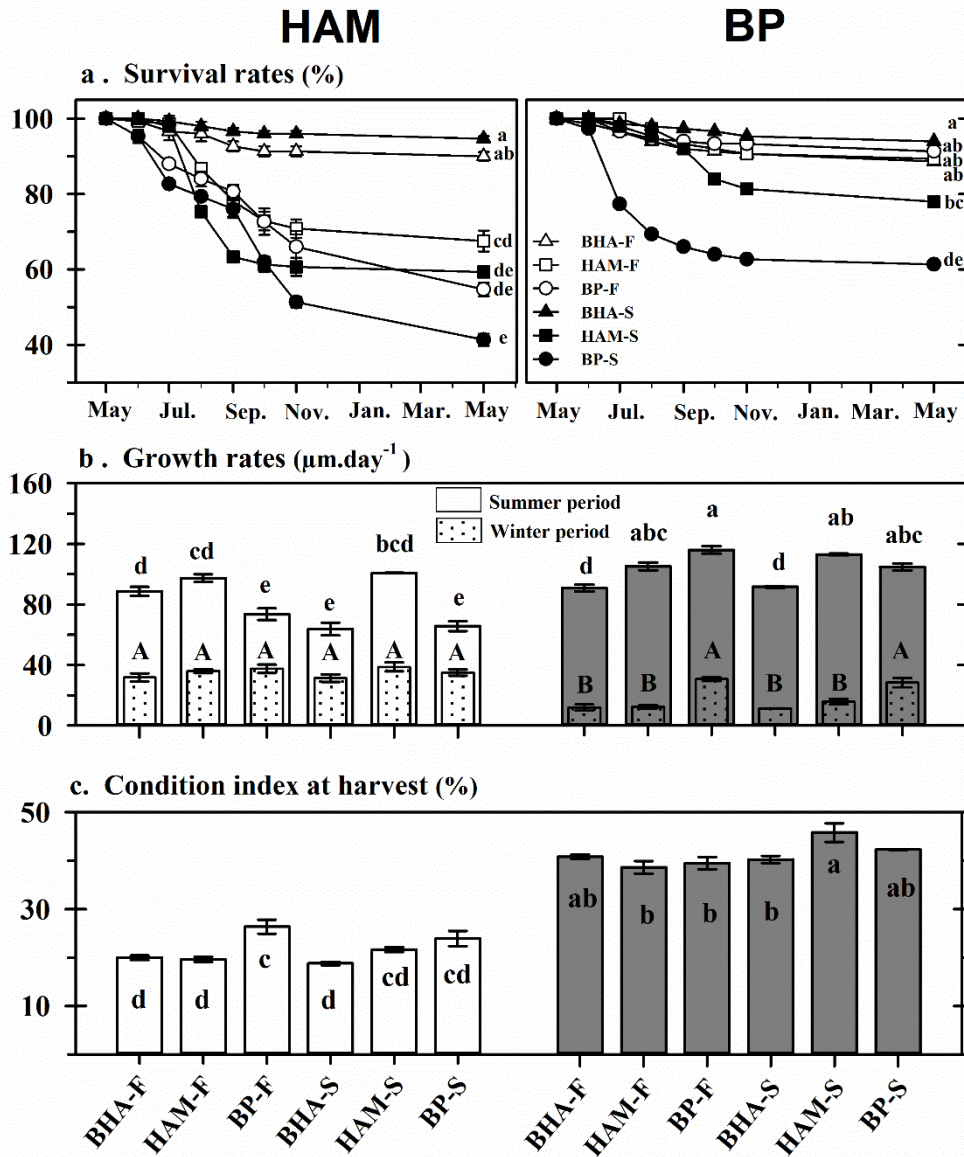 HAM BP
a . Survival rates (%)
100
80
60
40
a
ab
cd
de
de
e
a
ab
ab
ab
bc
de
BHA-F
HAM-F
BP-F
BHA-S
HAM-S
BP-S
May Jul. Sep. Nov. Jan. Mar. May May Jul. Sep. Nov. Jan. Mar. May
b . Growth rates (µm.day-1 )
160
120
80
40
0
Summer period
Winter period
d cd e e bcd e d abc a d ab abc
A A A A A A B B A B B A
c. Condition index at harvest (%)
50
30
10
d d c d cd cd ab b b b a ab
BHA-F HAM-F BP-F BHA-S HAM-S BP-S BHA-F HAM-F BP-F BHA-S HAM-S BP-S